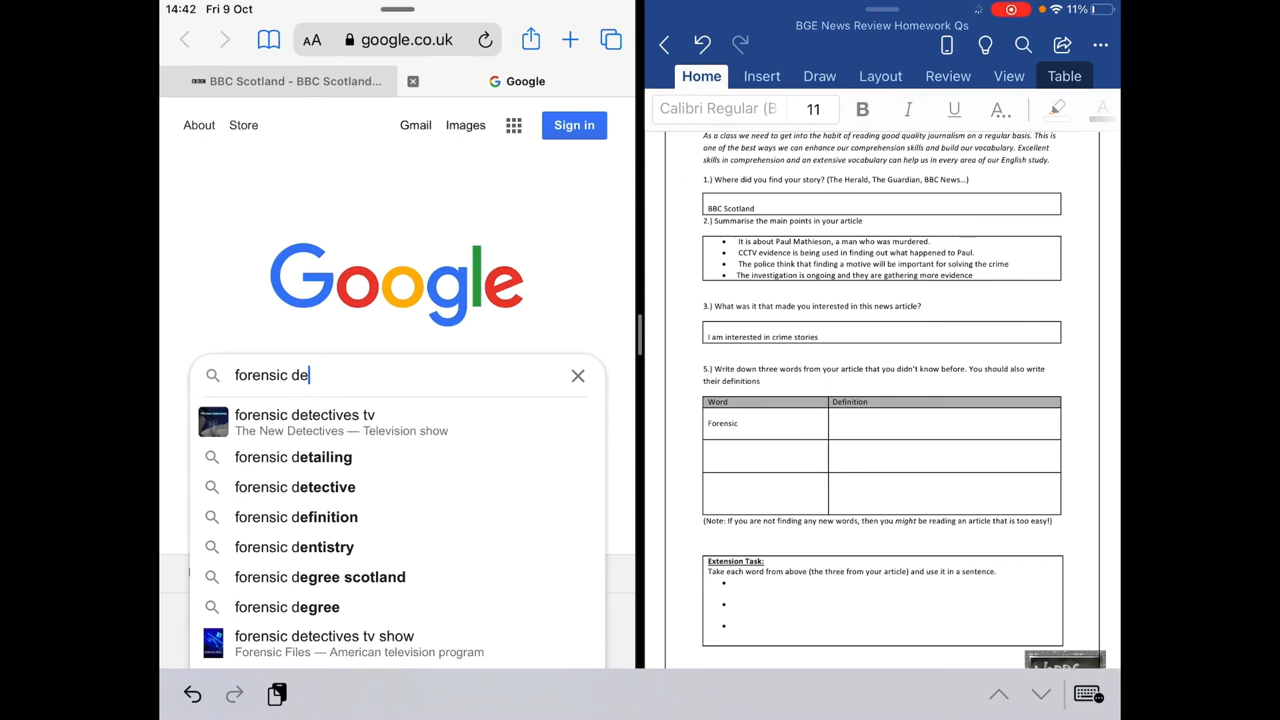 14:42 Fri 9 Oct
AA google.co.uk
BBC Scotland - BBC Scotland...
Google
About Store Gmail Images Sign in
Google
forensic de
forensic detectives tv
The New Detectives — Television show
forensic detailing
forensic detective
forensic definition
forensic dentistry
forensic degree scotland
forensic degree
forensic detectives tv show
Forensic Files — American television program
11%
BGE News Review Homework Qs
Home Insert Draw Layout Review View Table
Calibri Regular (B 11 B I U A... A
As a class we need to get into the habit of reading good quality journalism on a regular basis. This is
one of the best ways we can enhance our comprehension skills and build our vocabulary. Excellent
skills in comprehension and an extensive vocabulary can help us in every area of our English study.
1.) Where did you find your story? (The Herald, The Guardian, BBC News...)
BBC Scotland
2.) Summarise the main points in your article
• It is about Paul Mathieson, a man who was murdered.
• CCTV evidence is being used in finding out what happened to Paul.
• The police think that finding a motive will be important for solving the crime
• The investigation is ongoing and they are gathering more evidence
3.) What was it that made you interested in this news article?
I am interested in crime stories
5.) Write down three words from your article that you didn't know before. You should also write
their definitions
Word Definition
Forensic
(Note: If you are not finding any new words, then you might be reading an article that is too easy!)
Extension Task:
Take each word from above (the three from your article) and use it in a sentence.
•
•
•